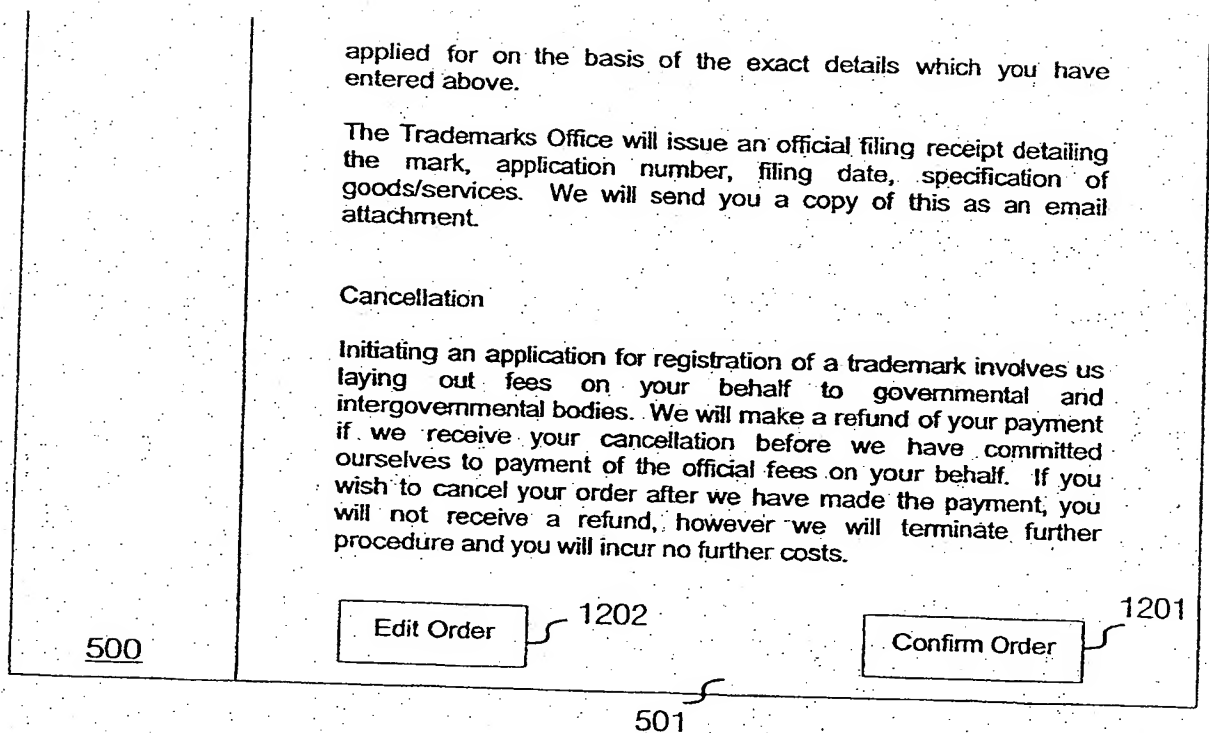 applied for on the basis of the exact details which you have
entered above.
The Trademarks Office will issue an official filing receipt detailing
the mark, application number, filing date, specification of
goods/services. We will send you a copy of this as an email
attachment.
Cancellation
Initiating an application for registration of a trademark involves us
laying out fees on your behalf to governmental and
intergovernmental bodies. We will make a refund of your payment
if we receive your cancellation before we have committed
ourselves to payment of the official fees on your behalf. If you
wish to cancel your order after we have made the payment, you
will not receive a refund, however we will terminate further
procedure and you will incur no further costs.
Edit Order 1202 Confirm Order 1201
500
501